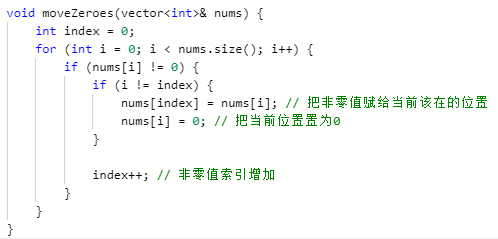 void moveZeroes(vector<int>& nums) {
    int index = 0;
    for (int i = 0; i < nums.size(); i++) {
        if (nums[i] != 0) {
            if (i != index) {
                nums[index] = nums[i]; // 把非零值赋给当前该在的位置
                nums[i] = 0; // 把当前位置置为0
            }
            index++; // 非零值索引增加
        }
    }
}